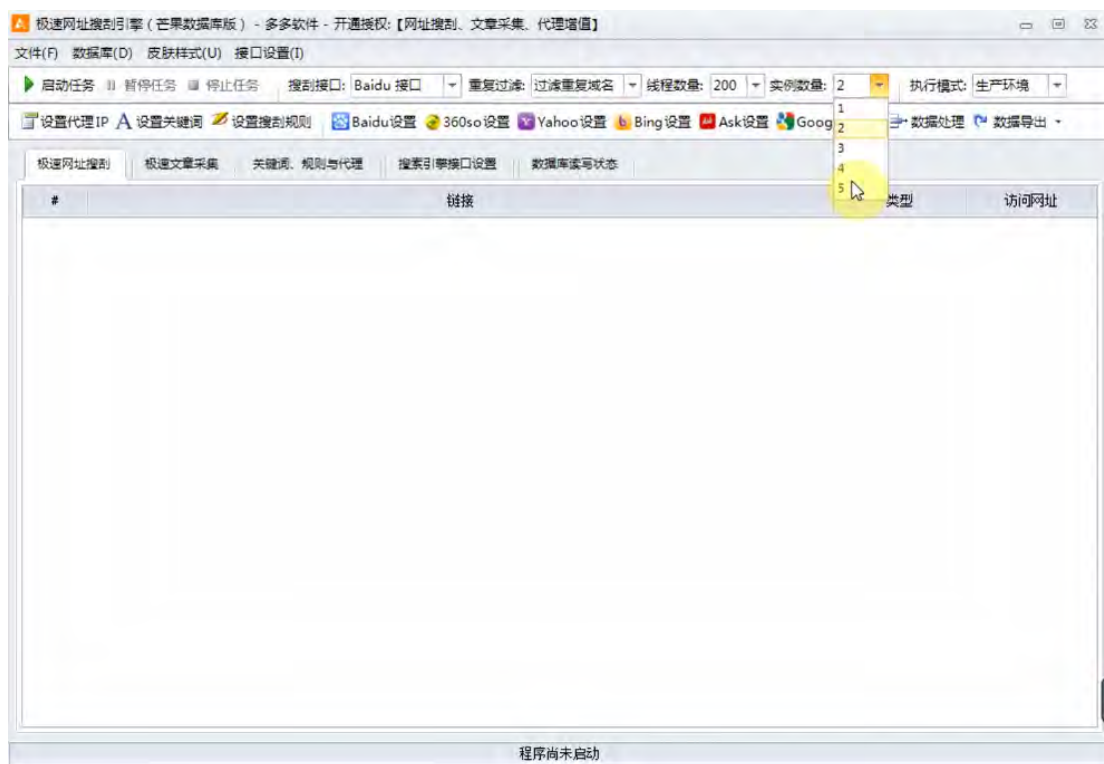 极速网址搜刮引擎（芒果数据库版） - 多多软件 - 开通授权:【网址搜刮、文章采集、代理增值】
文件(F) 数据库(D) 皮肤样式(U) 接口设置(I)
启动任务 暂停任务 停止任务 搜刮接口: Baidu 接口 重复过滤: 过滤重复域名 线程数量: 200 实例数量: 2 执行模式: 生产环境
1
2
3
4
5
设置代理IP 设置关键词 设置搜刮规则 Baidu设置 360so设置 Yahoo设置 Bing设置 Ask设置 Goog 数据处理 数据导出
极速网址搜刮 极速文章采集 关键词、规则与代理 搜索引擎接口设置 数据库读写状态
# 链接 类型 访问网址
程序尚未启动